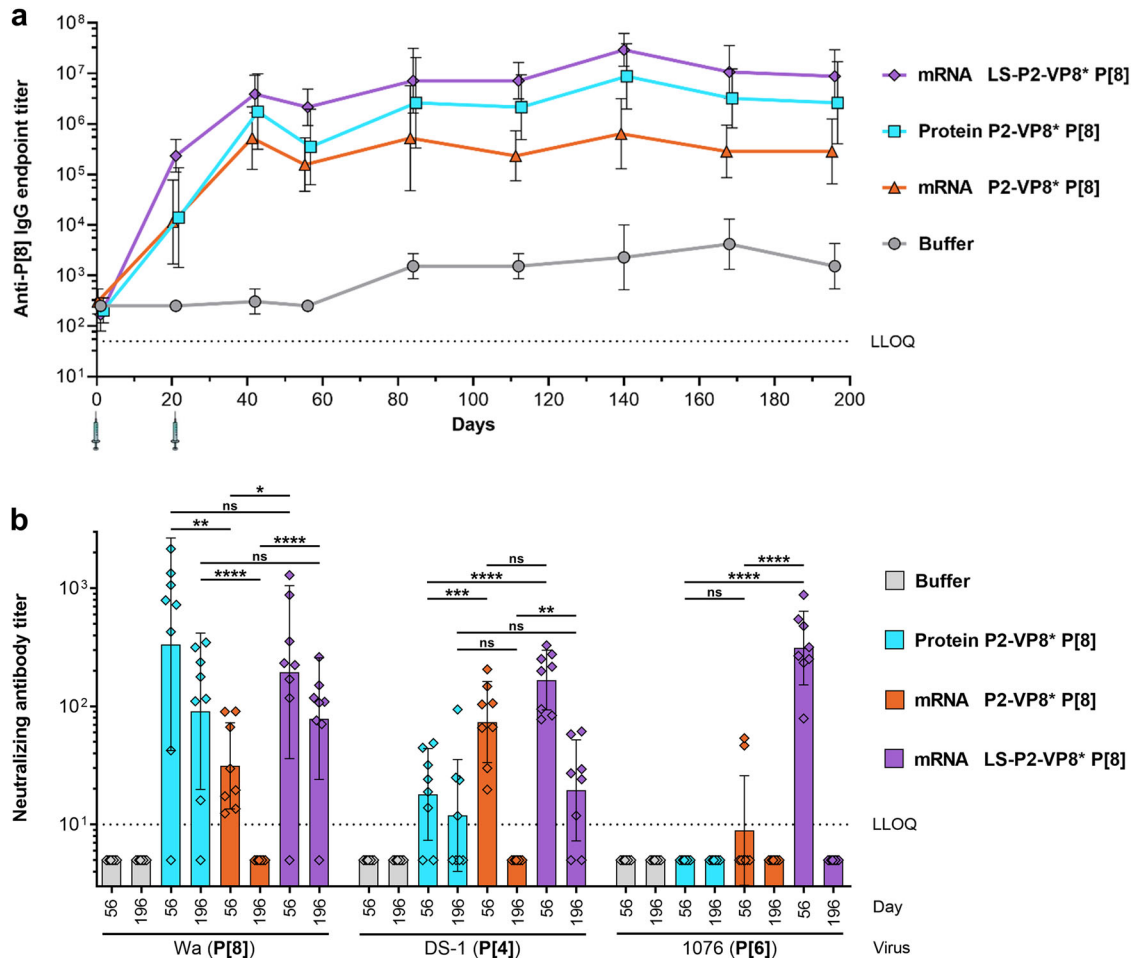 a
Anti-P[8] IgG endpoint titer
10⁸
10⁷
10⁶
10⁵
10⁴
10³
10²
10¹
LLOQ
0 20 40 60 80 100 120 140 160 180 200
Days
mRNA LS-P2-VP8* P[8]
Protein P2-VP8* P[8]
mRNA P2-VP8* P[8]
Buffer
b
Neutralizing antibody titer
10³
10²
10¹
*
ns
**
****
ns
****
ns
****
***
**
ns
ns
****
****
ns
LLOQ
56 196 56 196 56 196 56 196 56 196 56 196 56 196 56 196 56 196 56 196 56 196 56 196
Day
Wa (P[8]) DS-1 (P[4]) 1076 (P[6])
Virus
Buffer
Protein P2-VP8* P[8]
mRNA P2-VP8* P[8]
mRNA LS-P2-VP8* P[8]